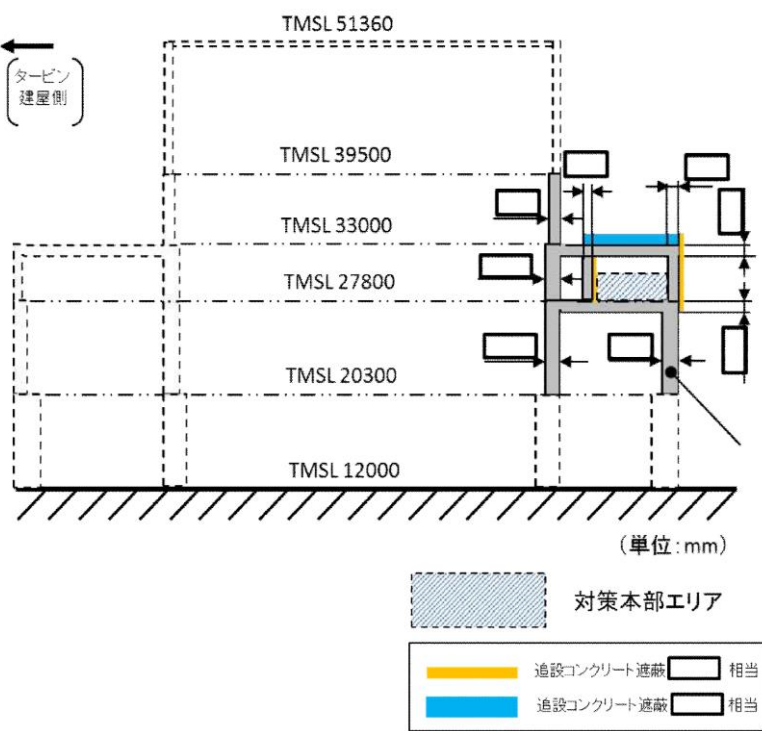 TMSL 51360
タービン
建屋側
TMSL 39500
TMSL 33000
TMSL 27800
TMSL 20300
TMSL 12000
(単位:mm)
対策本部エリア
追設コンクリート遮蔽 相当
追設コンクリート遮蔽 相当